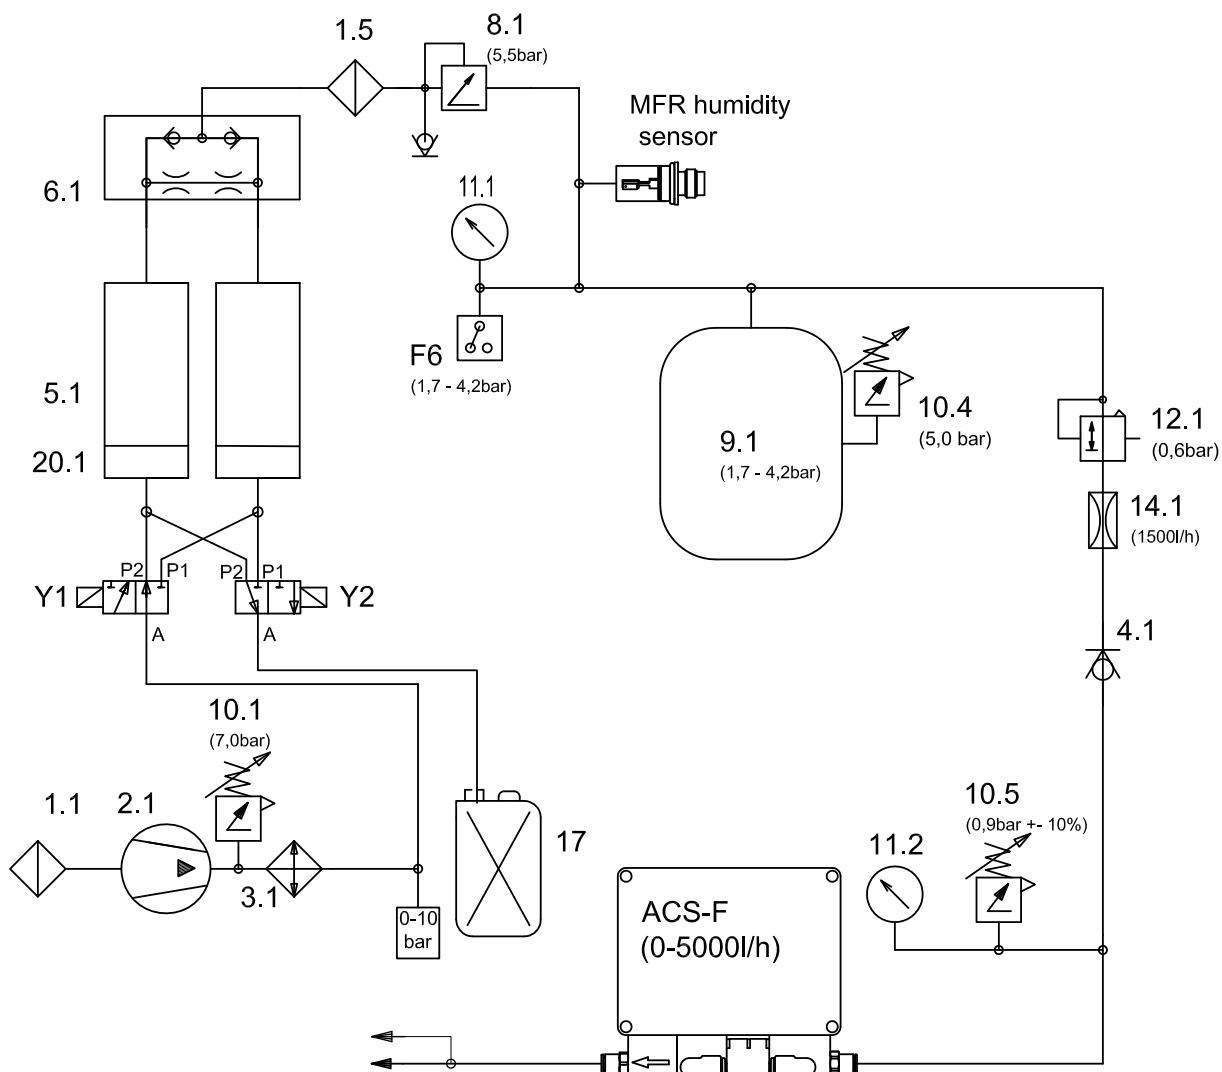 1.5
8.1
(5,5bar)
MFR humidity
sensor
6.1
11.1
F6
(1,7 - 4,2bar)
5.1
20.1
9.1
(1,7 - 4,2bar)
10.4
(5,0 bar)
12.1
(0,6bar)
14.1
(1500l/h)
P2 P1
P2 P1
Y1
Y2
A
A
4.1
10.1
(7,0bar)
1.1
2.1
3.1
0-10
bar
17
10.5
(0,9bar +- 10%)
11.2
ACS-F
(0-5000l/h)